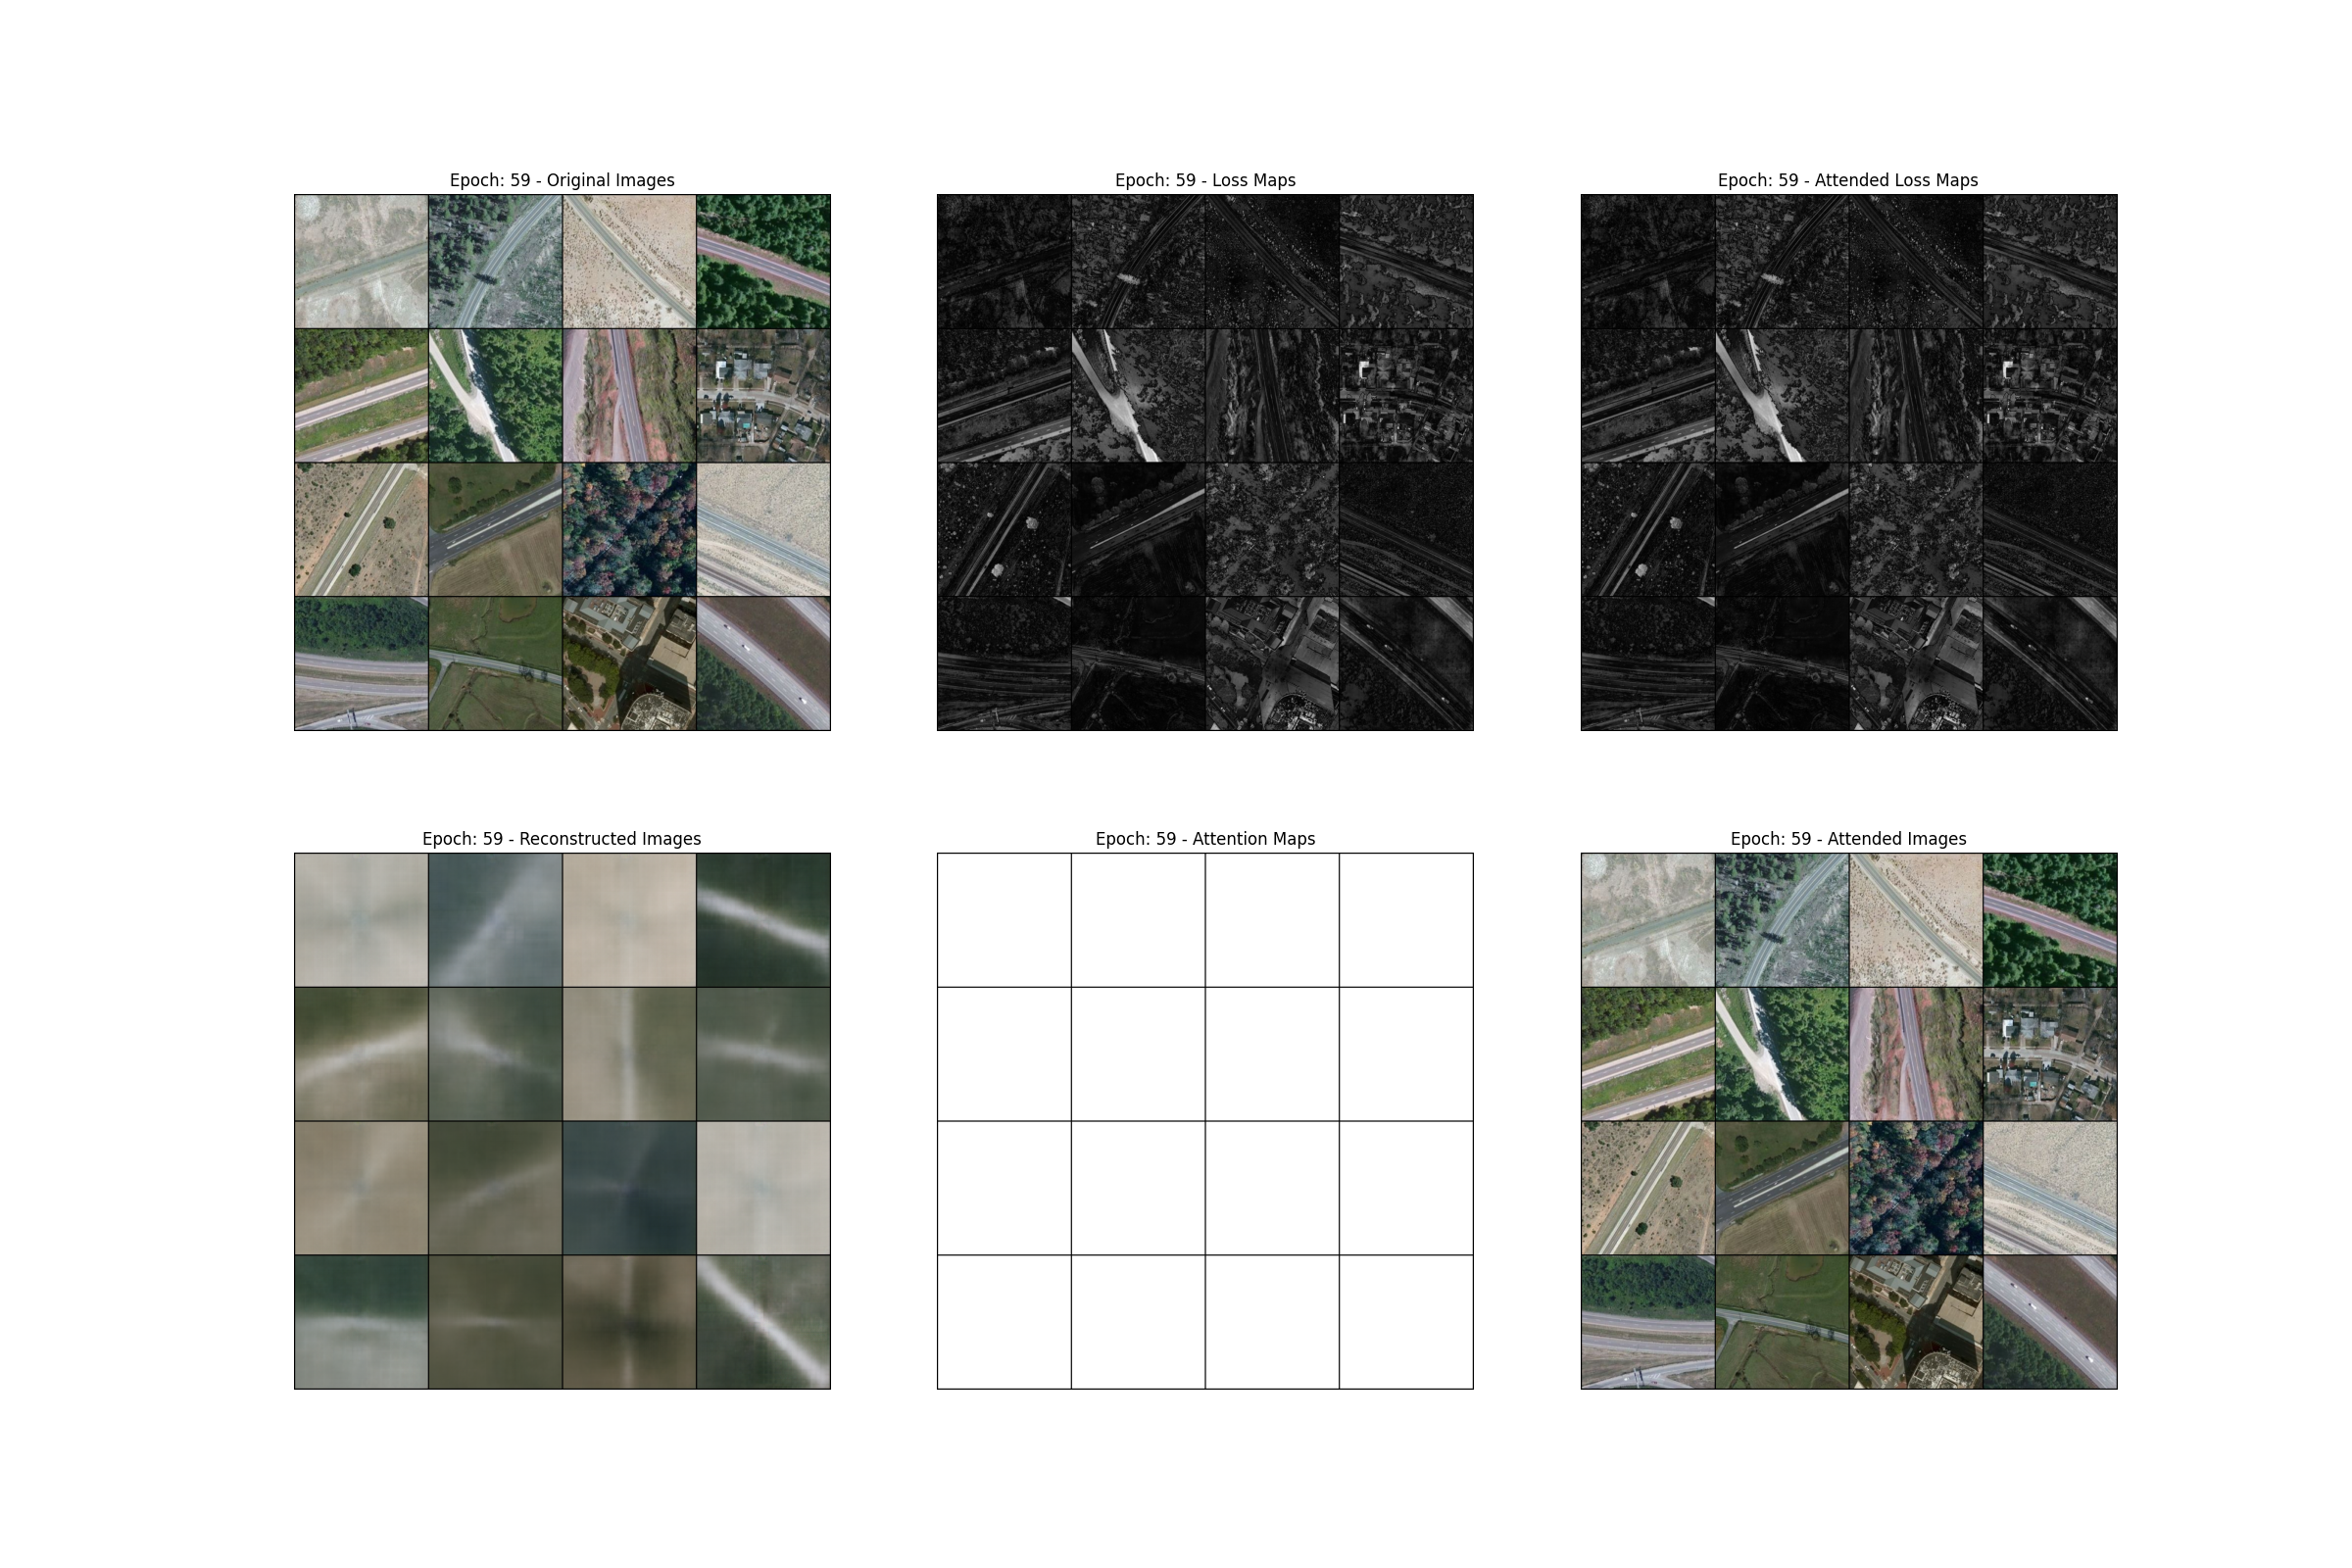 Epoch: 59 - Original Images
Epoch: 59 - Loss Maps
Epoch: 59 - Attended Loss Maps
Epoch: 59 - Reconstructed Images
Epoch: 59 - Attention Maps
Epoch: 59 - Attended Images